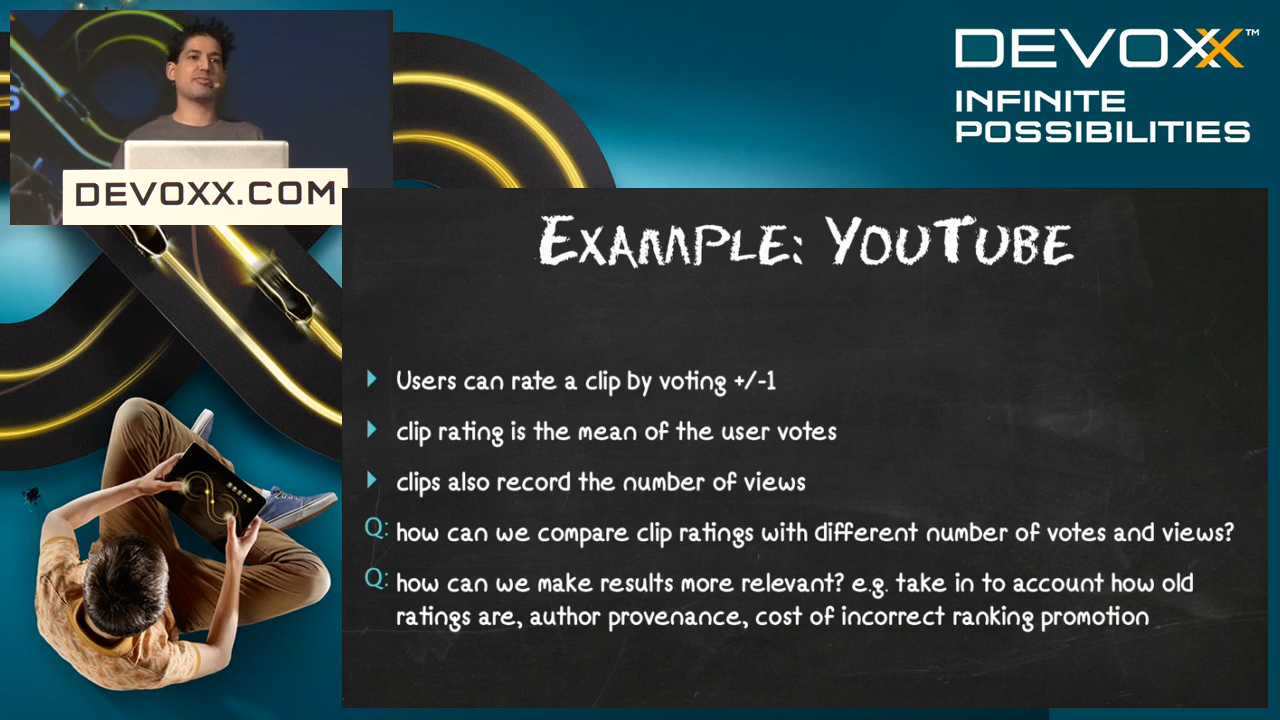 DEVOXX™
INFINITE
POSSIBILITIES
DEVOXX.COM
EXAMPLE: YOUTUBE
Users can rate a clip by voting +/-1
clip rating is the mean of the user votes
clips also record the number of views
Q: how can we compare clip ratings with different number of votes and views?
Q: how can we make results more relevant? e.g. take in to account how old
ratings are, author provenance, cost of incorrect ranking promotion